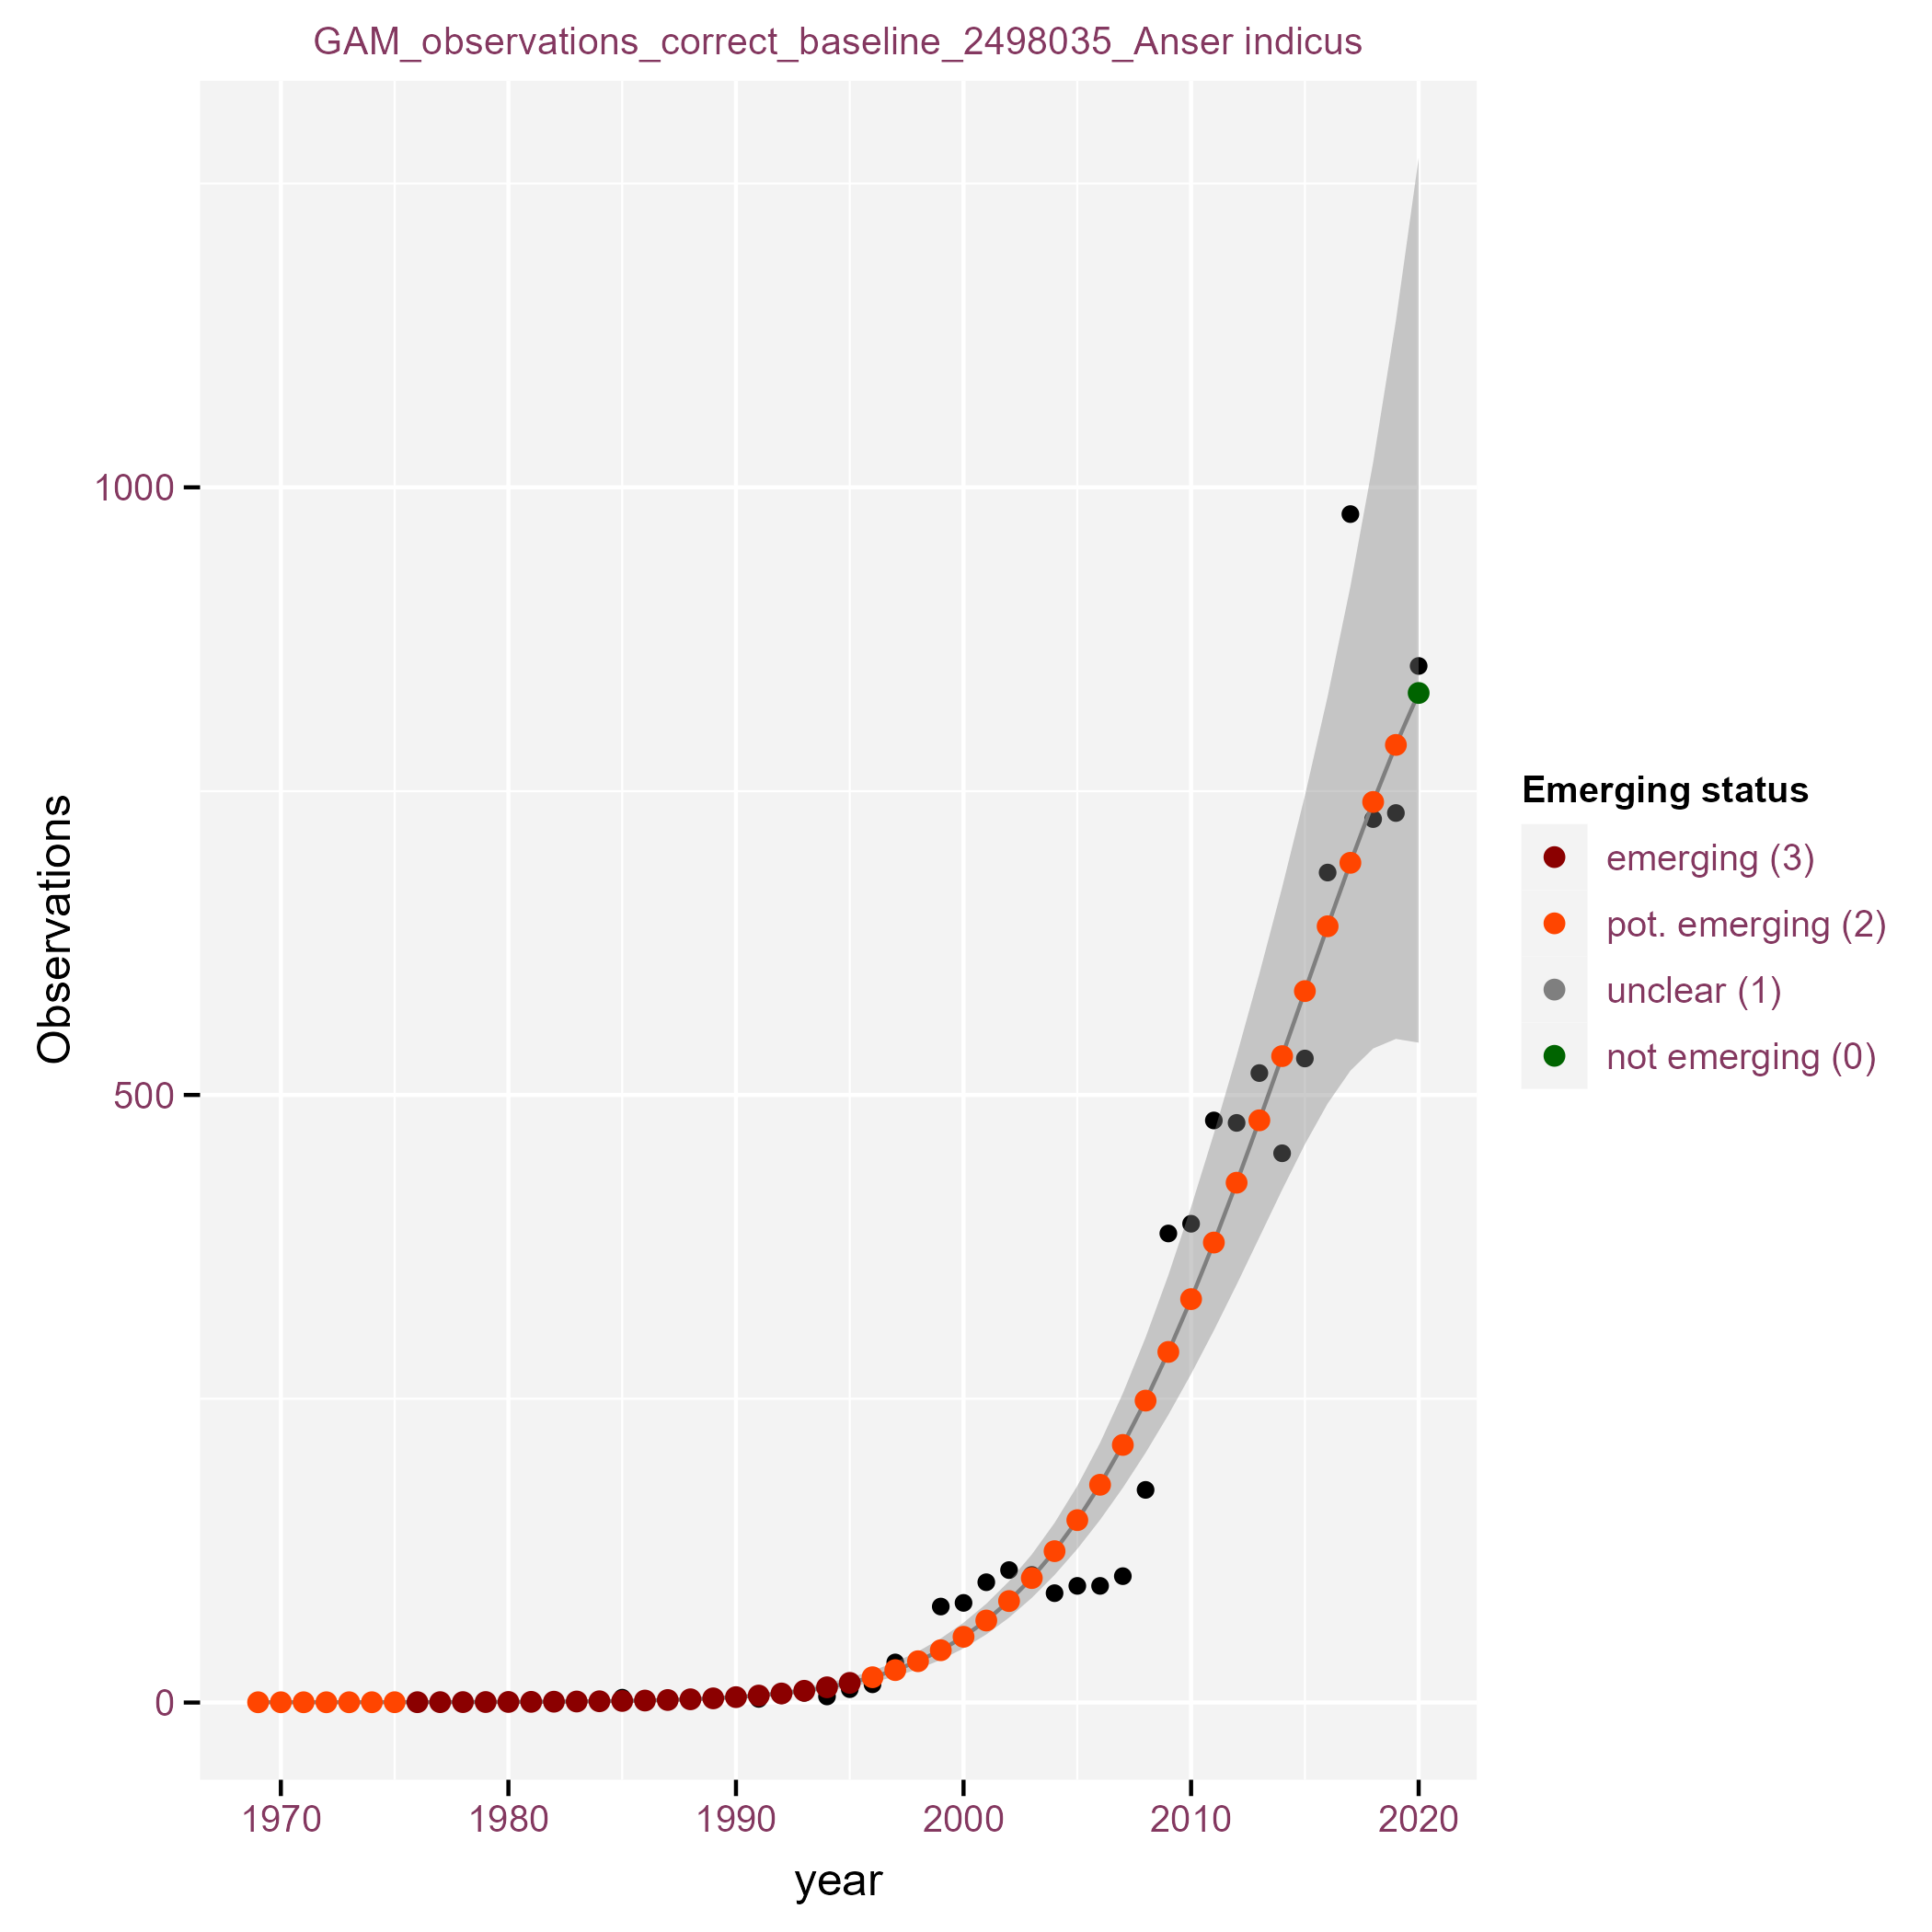 GAM_observations_correct_baseline_2498035_Anser indicus
Observations
1000
500
0
1970 1980 1990 2000 2010 2020
year
Emerging status
emerging (3)
pot. emerging (2)
unclear (1)
not emerging (0)